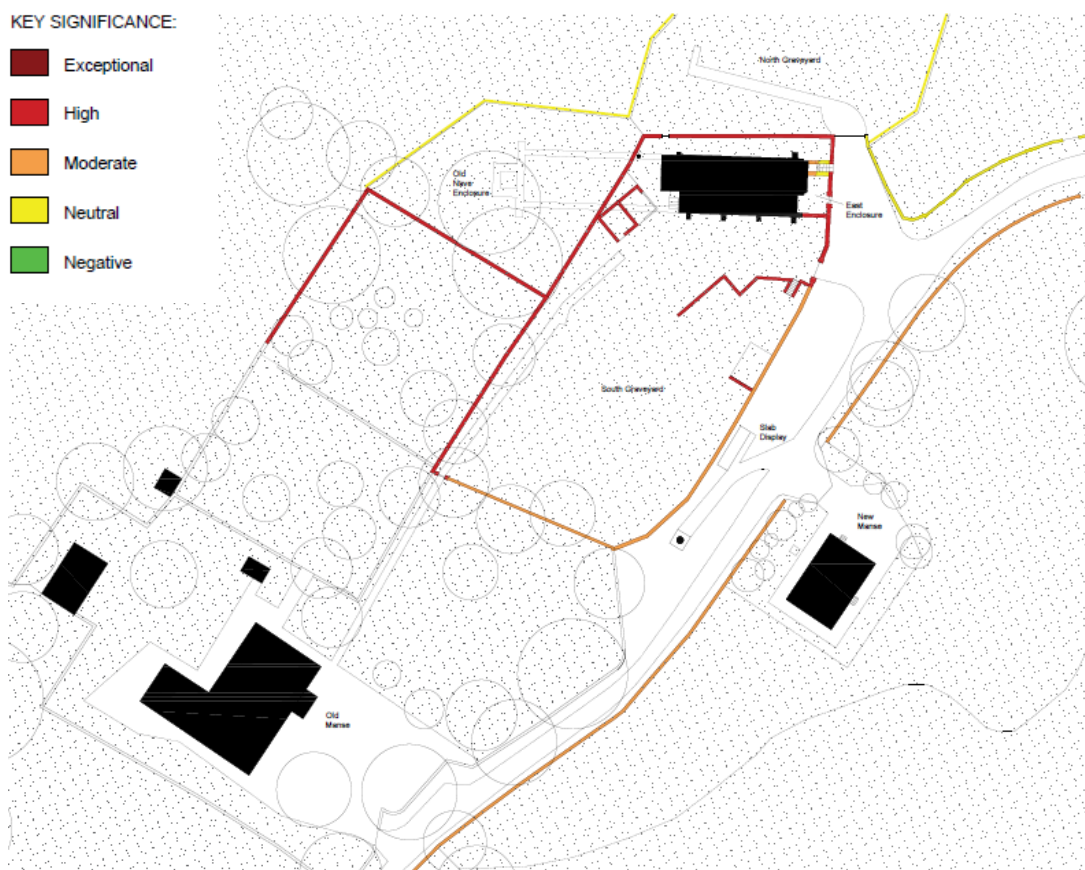 KEY SIGNIFICANCE:
Exceptional
High
Moderate
Neutral
Negative
North Graveyard
Old
Nave
Enclosure
East
Enclosure
South Graveyard
Slab
Display
New
Manse
Old
Manse